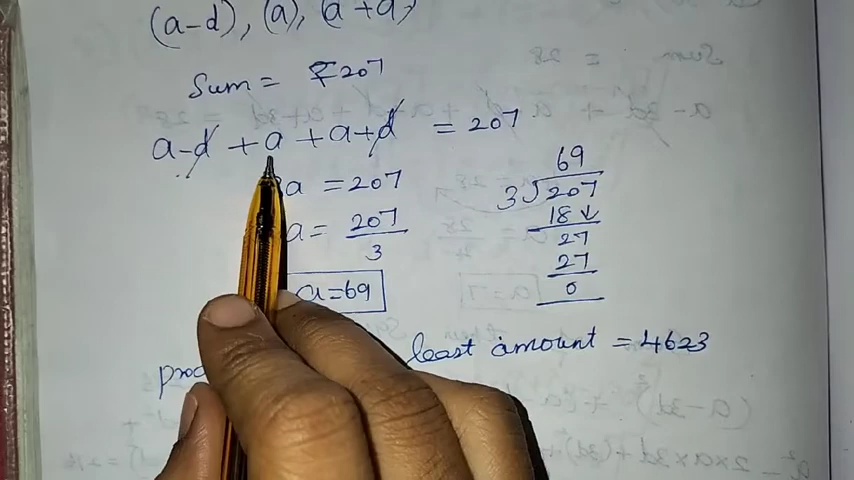 (a-d), (a), (a+d)
Sum = ₹207
a-d + a + a+d = 207
a = 207
a = 207/3
a=69
69
3 207
18↓
27
27
0
least amount = 4623